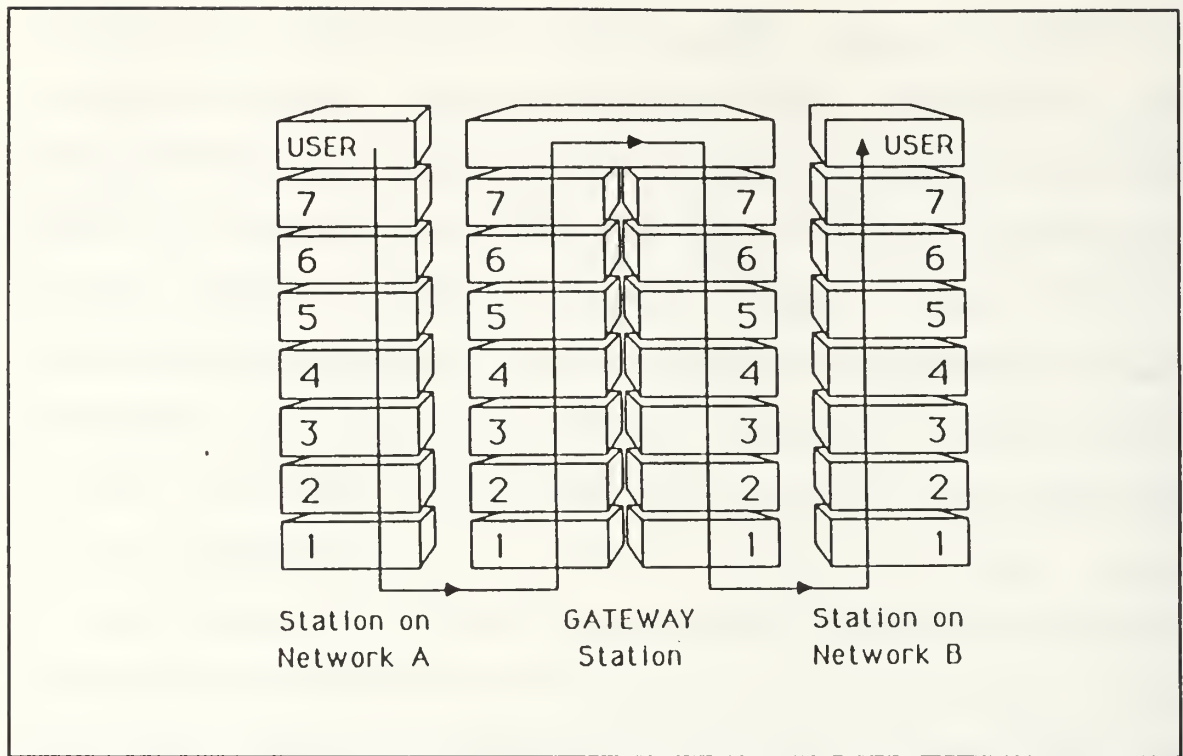 USER USER
7 7 7 7
6 6 6 6
5 5 5 5
4 4 4 4
3 3 3 3
2 2 2 2
1 1 1 1
Station on GATEWAY Station on
Network A Station Network B